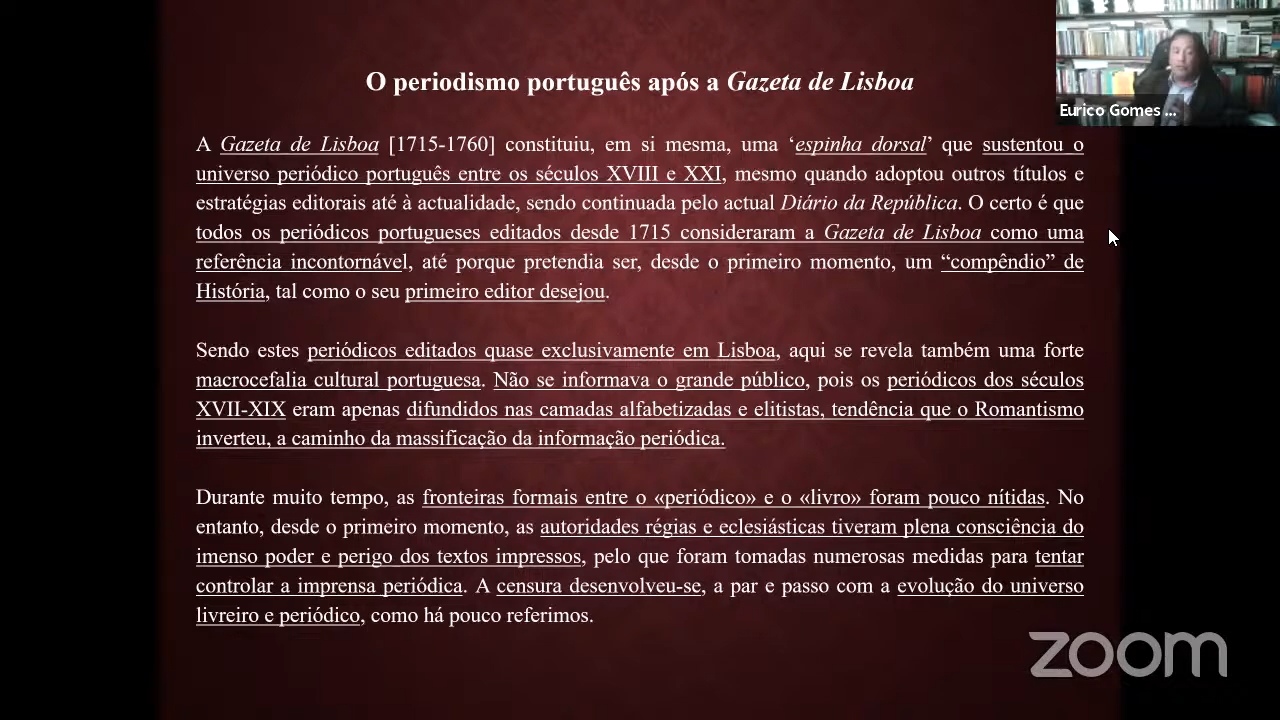 O periodismo português após a Gazeta de Lisboa
Eurico Gomes ...
A Gazeta de Lisboa [1715-1760] constituiu, em si mesma, uma ‘espinha dorsal’ que sustentou o
universo periódico português entre os séculos XVIII e XXI, mesmo quando adoptou outros títulos e
estratégias editorais até à actualidade, sendo continuada pelo actual Diário da República. O certo é que
todos os periódicos portugueses editados desde 1715 consideraram a Gazeta de Lisboa como uma
referência incontornável, até porque pretendia ser, desde o primeiro momento, um “compêndio” de
História, tal como o seu primeiro editor desejou.
Sendo estes periódicos editados quase exclusivamente em Lisboa, aqui se revela também uma forte
macrocefalia cultural portuguesa. Não se informava o grande público, pois os periódicos dos séculos
XVII-XIX eram apenas difundidos nas camadas alfabetizadas e elitistas, tendência que o Romantismo
inverteu, a caminho da massificação da informação periódica.
Durante muito tempo, as fronteiras formais entre o «periódico» e o «livro» foram pouco nítidas. No
entanto, desde o primeiro momento, as autoridades régias e eclesiásticas tiveram plena consciência do
imenso poder e perigo dos textos impressos, pelo que foram tomadas numerosas medidas para tentar
controlar a imprensa periódica. A censura desenvolveu-se, a par e passo com a evolução do universo
livreiro e periódico, como há pouco referimos.
zoom